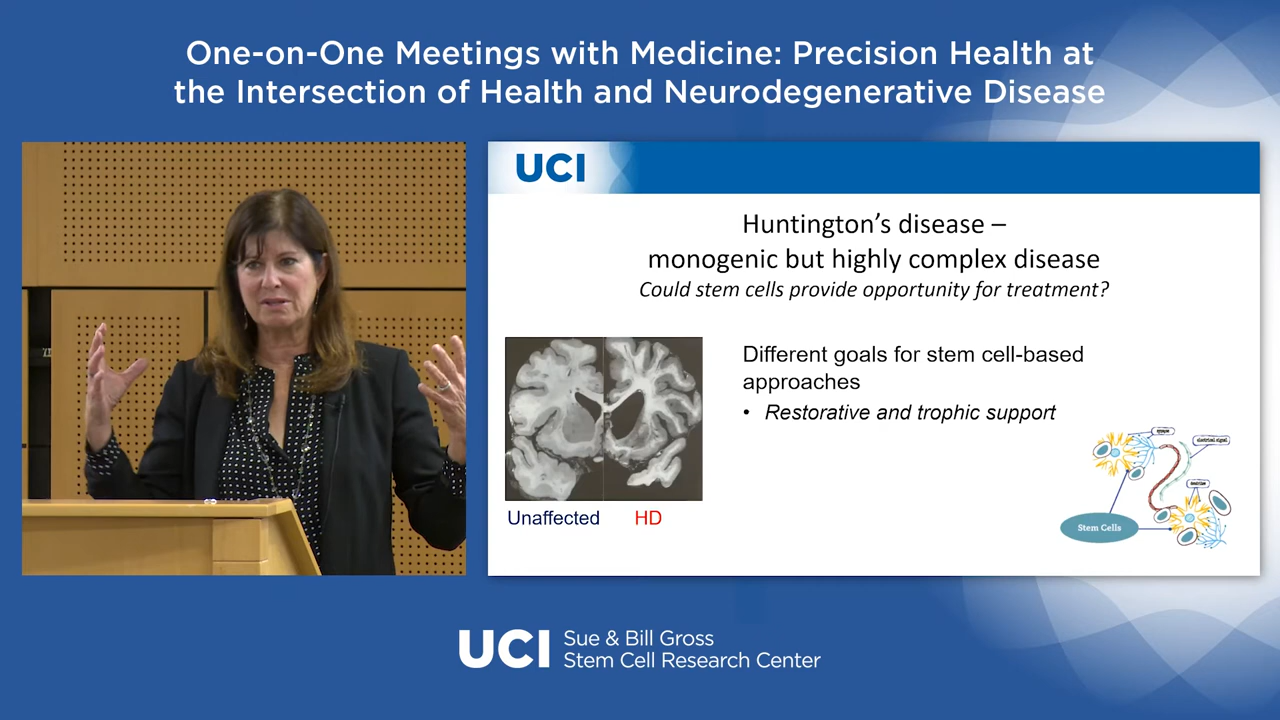 One-on-One Meetings with Medicine: Precision Health at
the Intersection of Health and Neurodegenerative Disease
UCI
Huntington’s disease –
monogenic but highly complex disease
Could stem cells provide opportunity for treatment?
Different goals for stem cell-based
approaches
• Restorative and trophic support
Unaffected HD
Stem Cells
UCI Sue & Bill Gross
Stem Cell Research Center